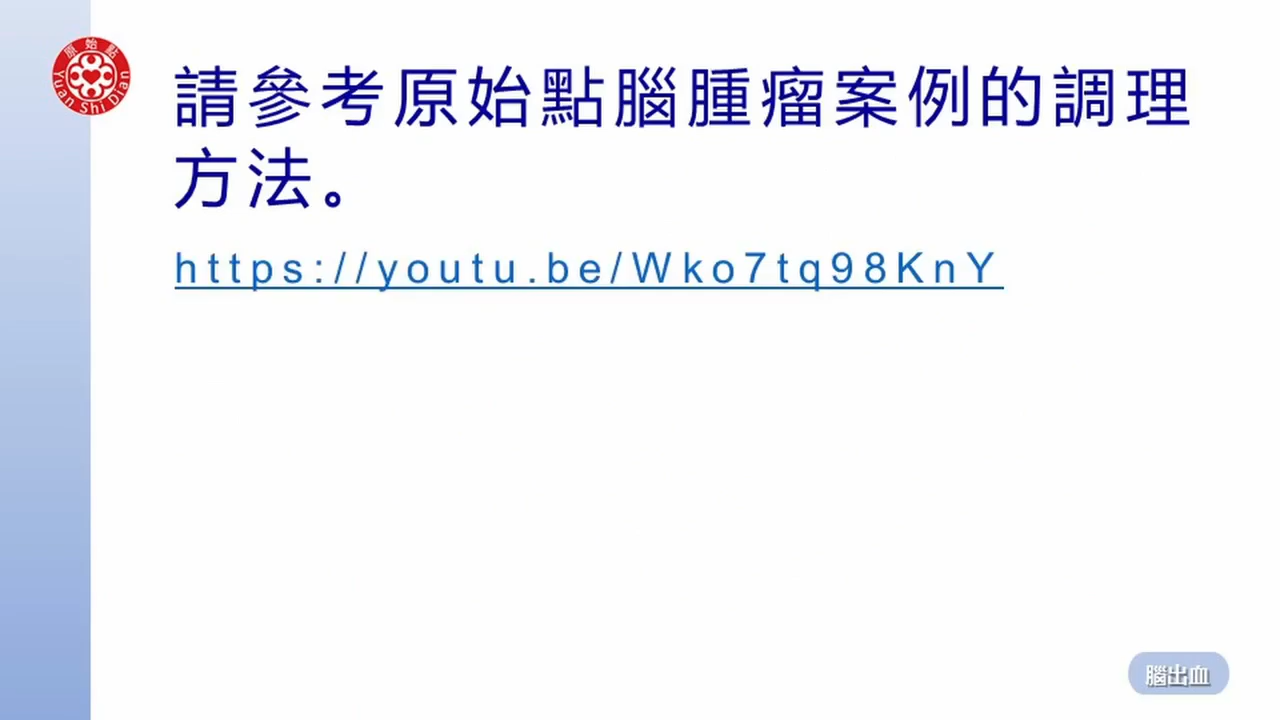 原始點
Yuan Shi Dian
請參考原始點腦腫瘤案例的調理
方法。
https://youtu.be/Wko7tq98KnY
腦出血